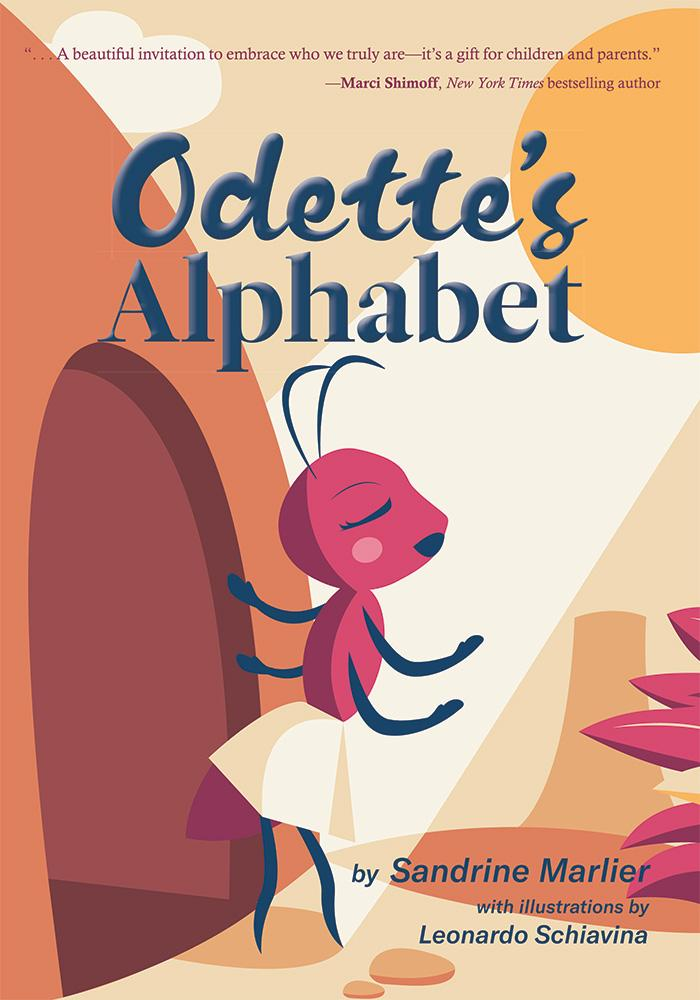 “. . . A beautiful invitation to embrace who we truly are—it’s a gift for children and parents.”
—Marci Shimoff, New York Times bestselling author
Odette’s
Alphabet
by Sandrine Marlier
with illustrations by
Leonardo Schiavina